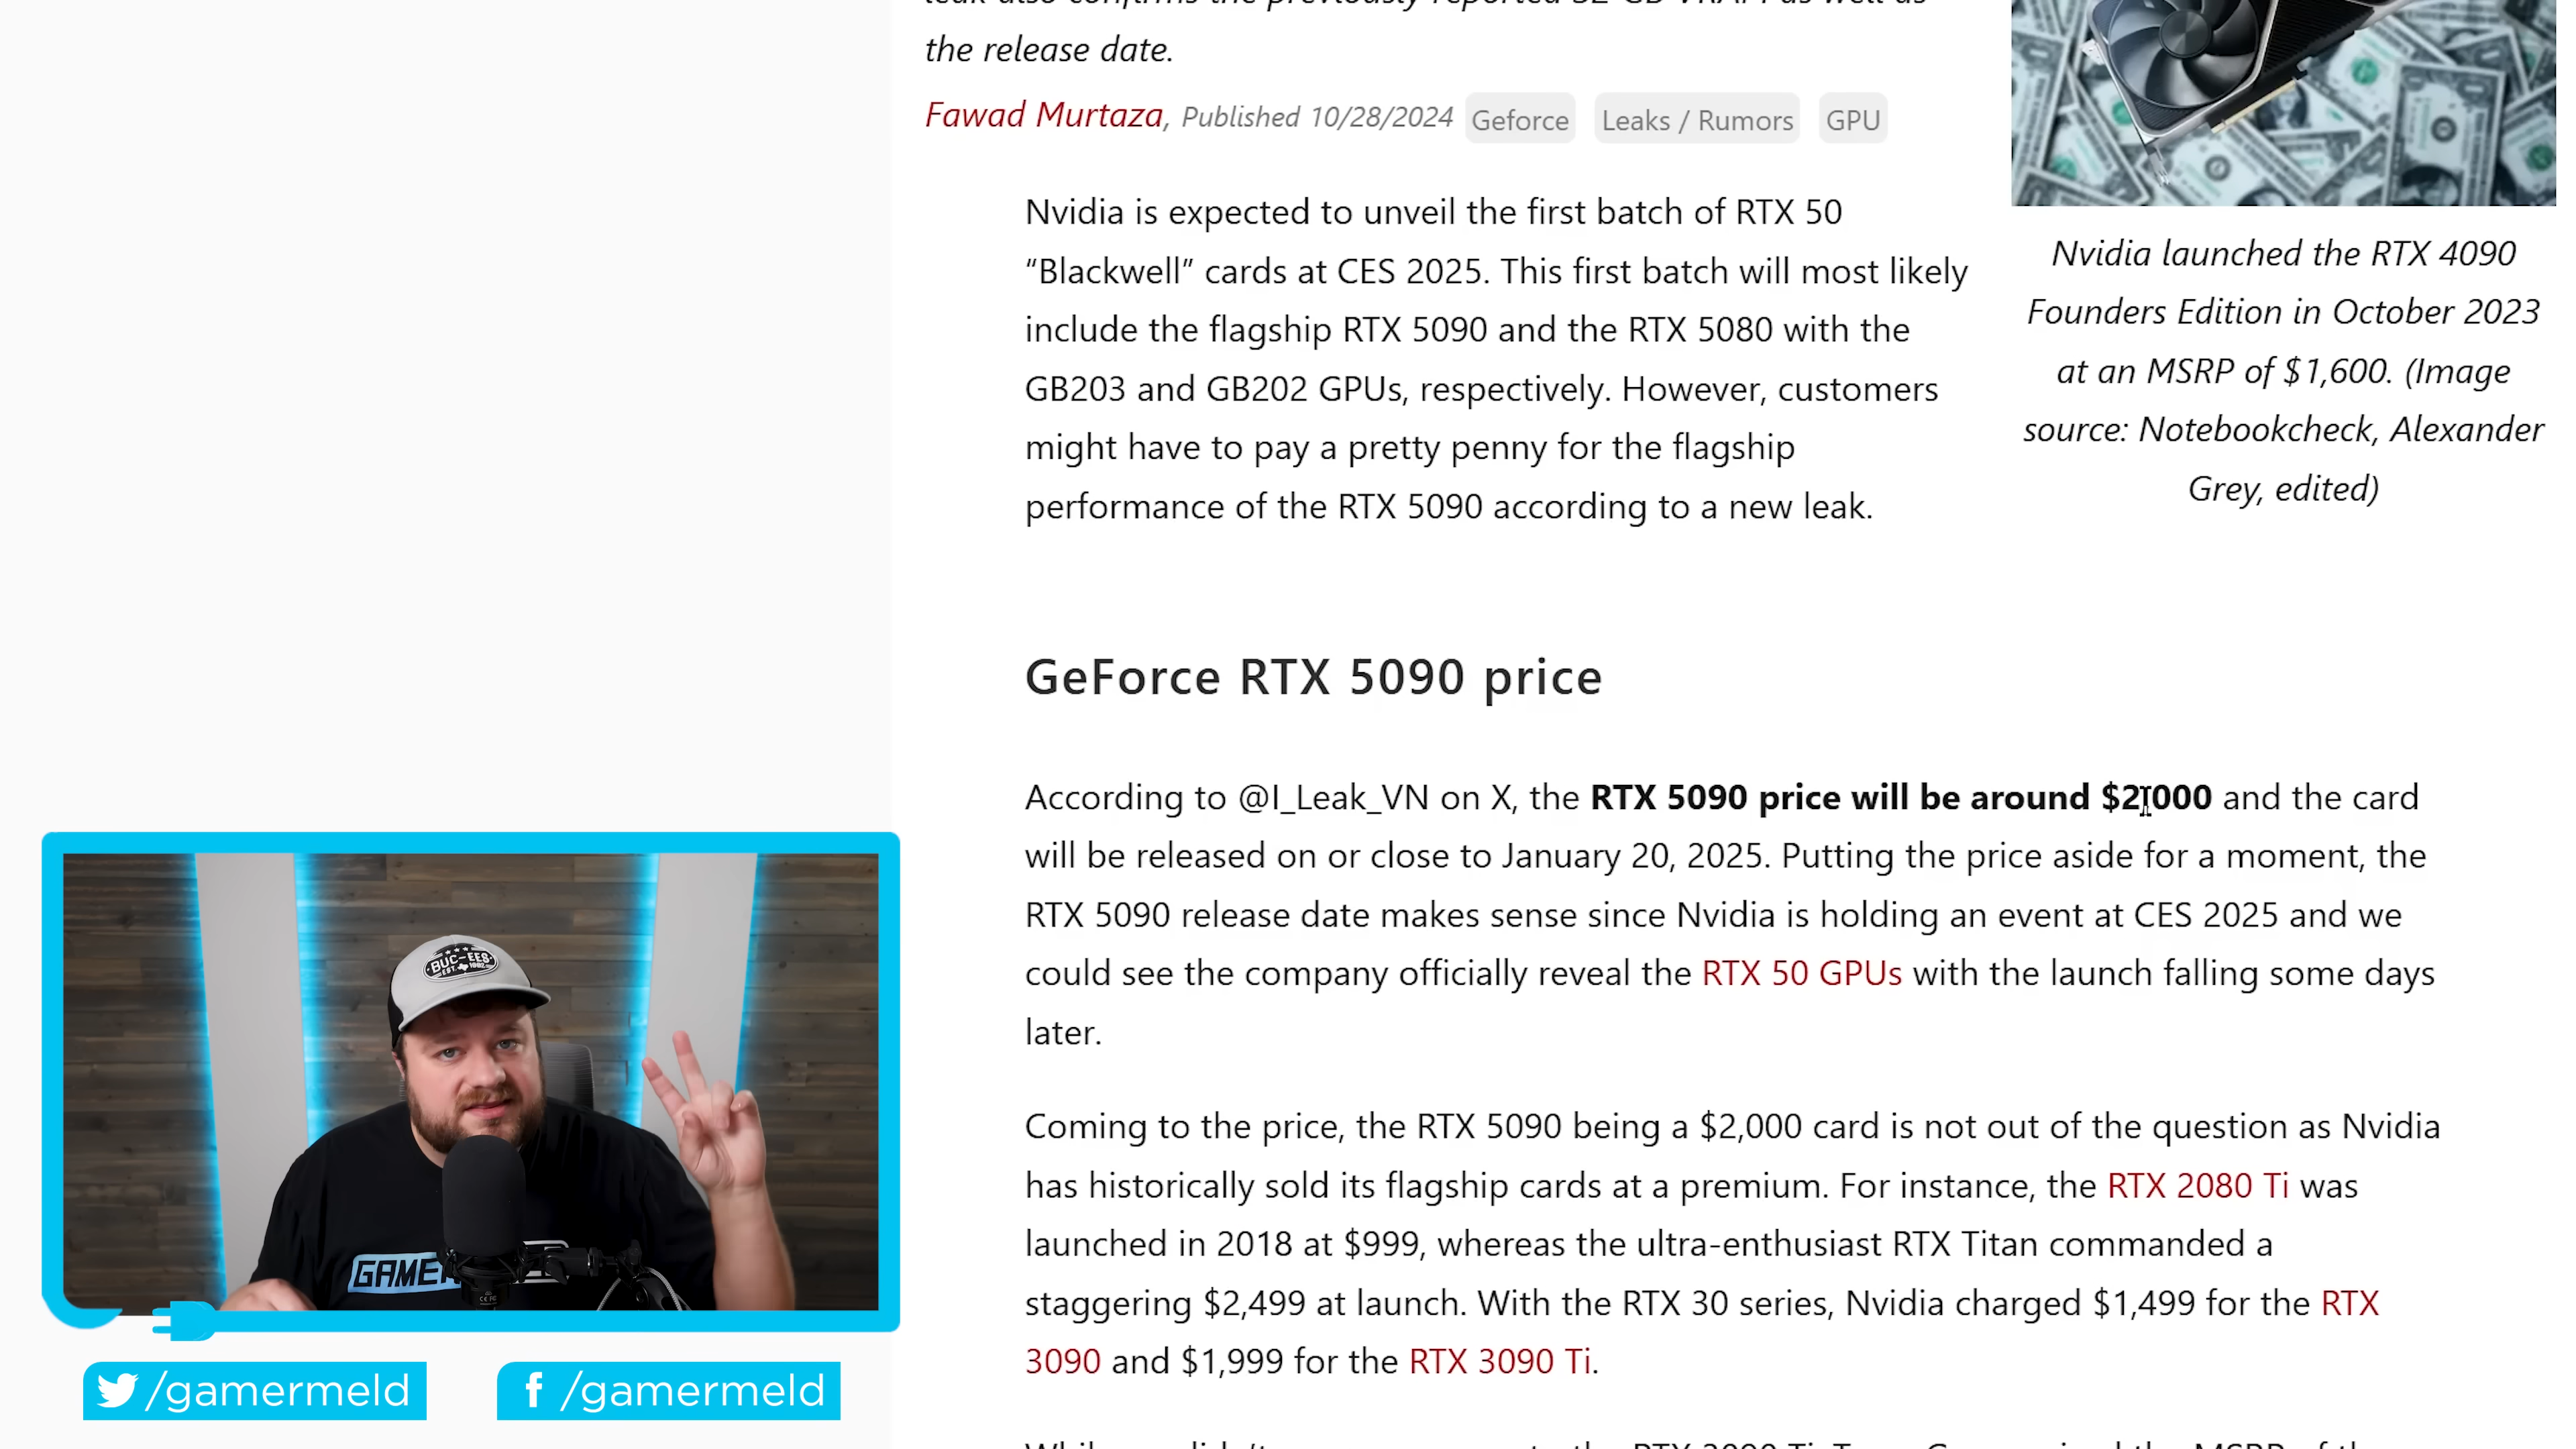 the release date.
Fawad Murtaza, Published 10/28/2024 Geforce Leaks / Rumors GPU
Nvidia is expected to unveil the first batch of RTX 50
“Blackwell” cards at CES 2025. This first batch will most likely
include the flagship RTX 5090 and the RTX 5080 with the
GB203 and GB202 GPUs, respectively. However, customers
might have to pay a pretty penny for the flagship
performance of the RTX 5090 according to a new leak.
Nvidia launched the RTX 4090
Founders Edition in October 2023
at an MSRP of $1,600. (Image
source: Notebookcheck, Alexander
Grey, edited)
GeForce RTX 5090 price
According to @I_Leak_VN on X, the RTX 5090 price will be around $2,000 and the card
will be released on or close to January 20, 2025. Putting the price aside for a moment, the
RTX 5090 release date makes sense since Nvidia is holding an event at CES 2025 and we
could see the company officially reveal the RTX 50 GPUs with the launch falling some days
later.
Coming to the price, the RTX 5090 being a $2,000 card is not out of the question as Nvidia
has historically sold its flagship cards at a premium. For instance, the RTX 2080 Ti was
launched in 2018 at $999, whereas the ultra-enthusiast RTX Titan commanded a
staggering $2,499 at launch. With the RTX 30 series, Nvidia charged $1,499 for the RTX
3090 and $1,999 for the RTX 3090 Ti.
BUC-EES
EST. 1982
/gamermeld
f /gamermeld